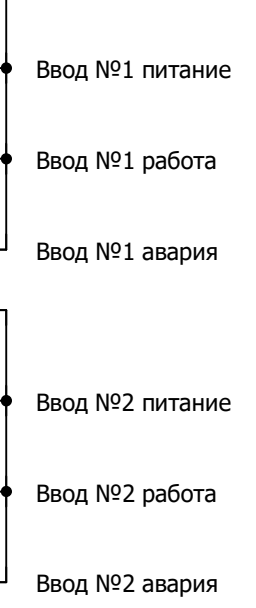 Ввод №1 питание
Ввод №1 работа
Ввод №1 авария
Ввод №2 питание
Ввод №2 работа
Ввод №2 авария